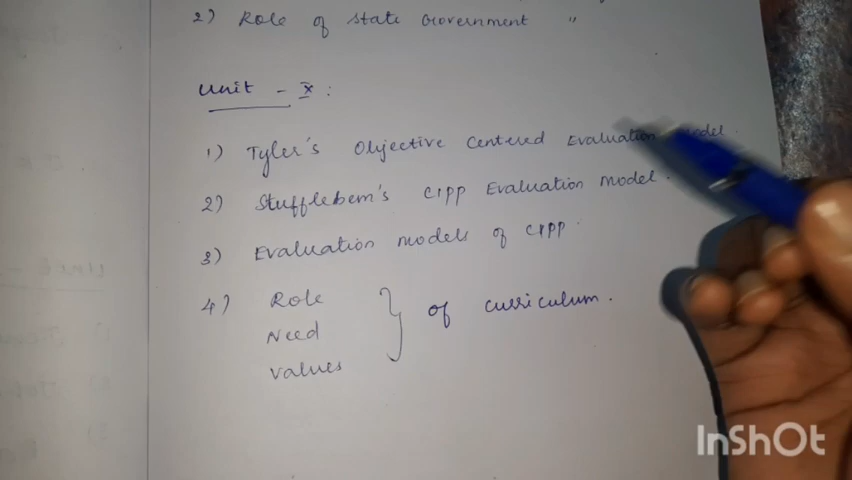 2) Role of State Government "
Unit - X :
1) Tyler's Objective Centered Evaluation Model.
2) Stufflebem's CIPP Evaluation Model.
3) Evaluation models of CIPP.
4) Role
Need
values
} of curriculum.
InShOt